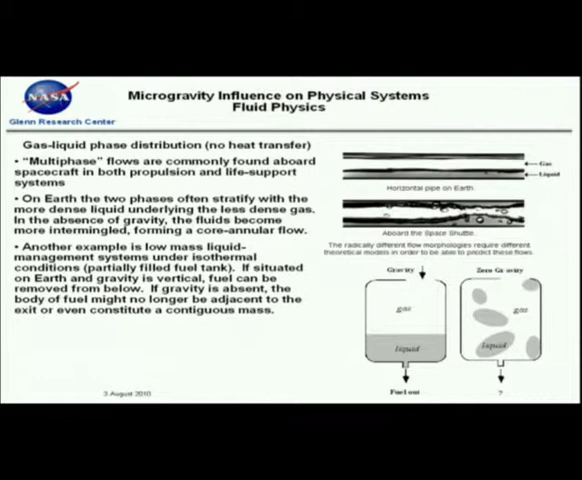 NASA
Glenn Research Center
Microgravity Influence on Physical Systems
Fluid Physics
Gas-liquid phase distribution (no heat transfer)
• "Multiphase" flows are commonly found aboard
spacecraft in both propulsion and life-support
systems
• On Earth the two phases often stratify with the
more dense liquid underlying the less dense gas.
In the absence of gravity, the fluids become
more intermingled, forming a core-annular flow.
• Another example is low mass liquid-
management systems under isothermal
conditions (partially filled fuel tank). If situated
on Earth and gravity is vertical, fuel can be
removed from below. If gravity is absent, the
body of fuel might no longer be adjacent to the
exit or even constitute a contiguous mass.
Gas
Liquid
Horizontal pipe on Earth.
Aboard the Space Shuttle.
The radically different flow morphologies require different
theoretical models in order to be able to predict these flows.
Gravity
Zero Gravity
gas
gas
liquid
liquid
Fuel out
?
3 August 2010